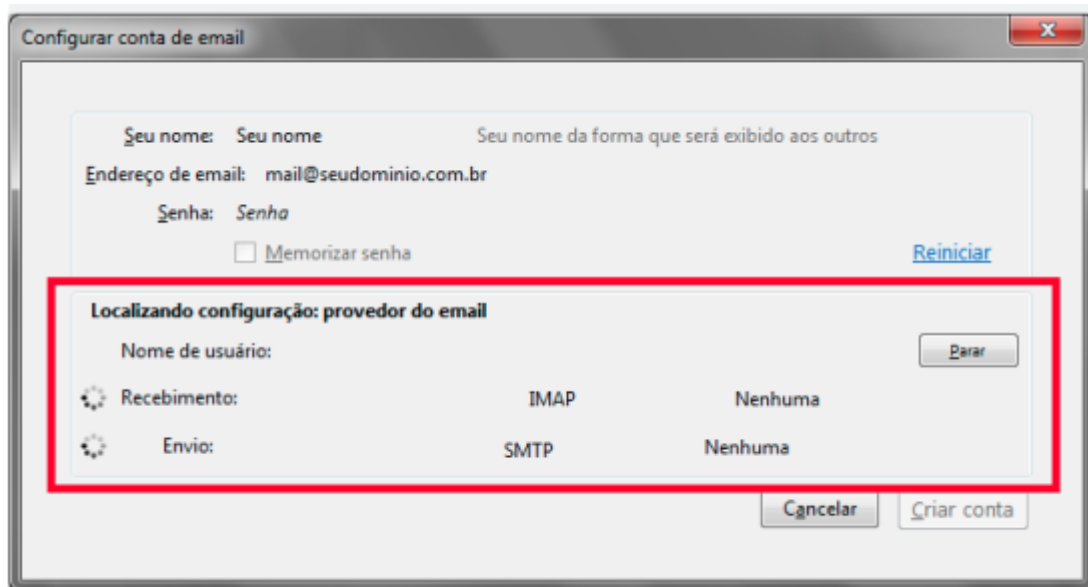 Configurar conta de email
Seu nome: Seu nome Seu nome da forma que será exibido aos outros
Endereço de email: mail@seudominio.com.br
Senha: Senha
Memorizar senha Reiniciar
Localizando configuração: provedor do email
Nome de usuário: Parar
Recebimento: IMAP Nenhuma
Envio: SMTP Nenhuma
Cancelar Criar conta